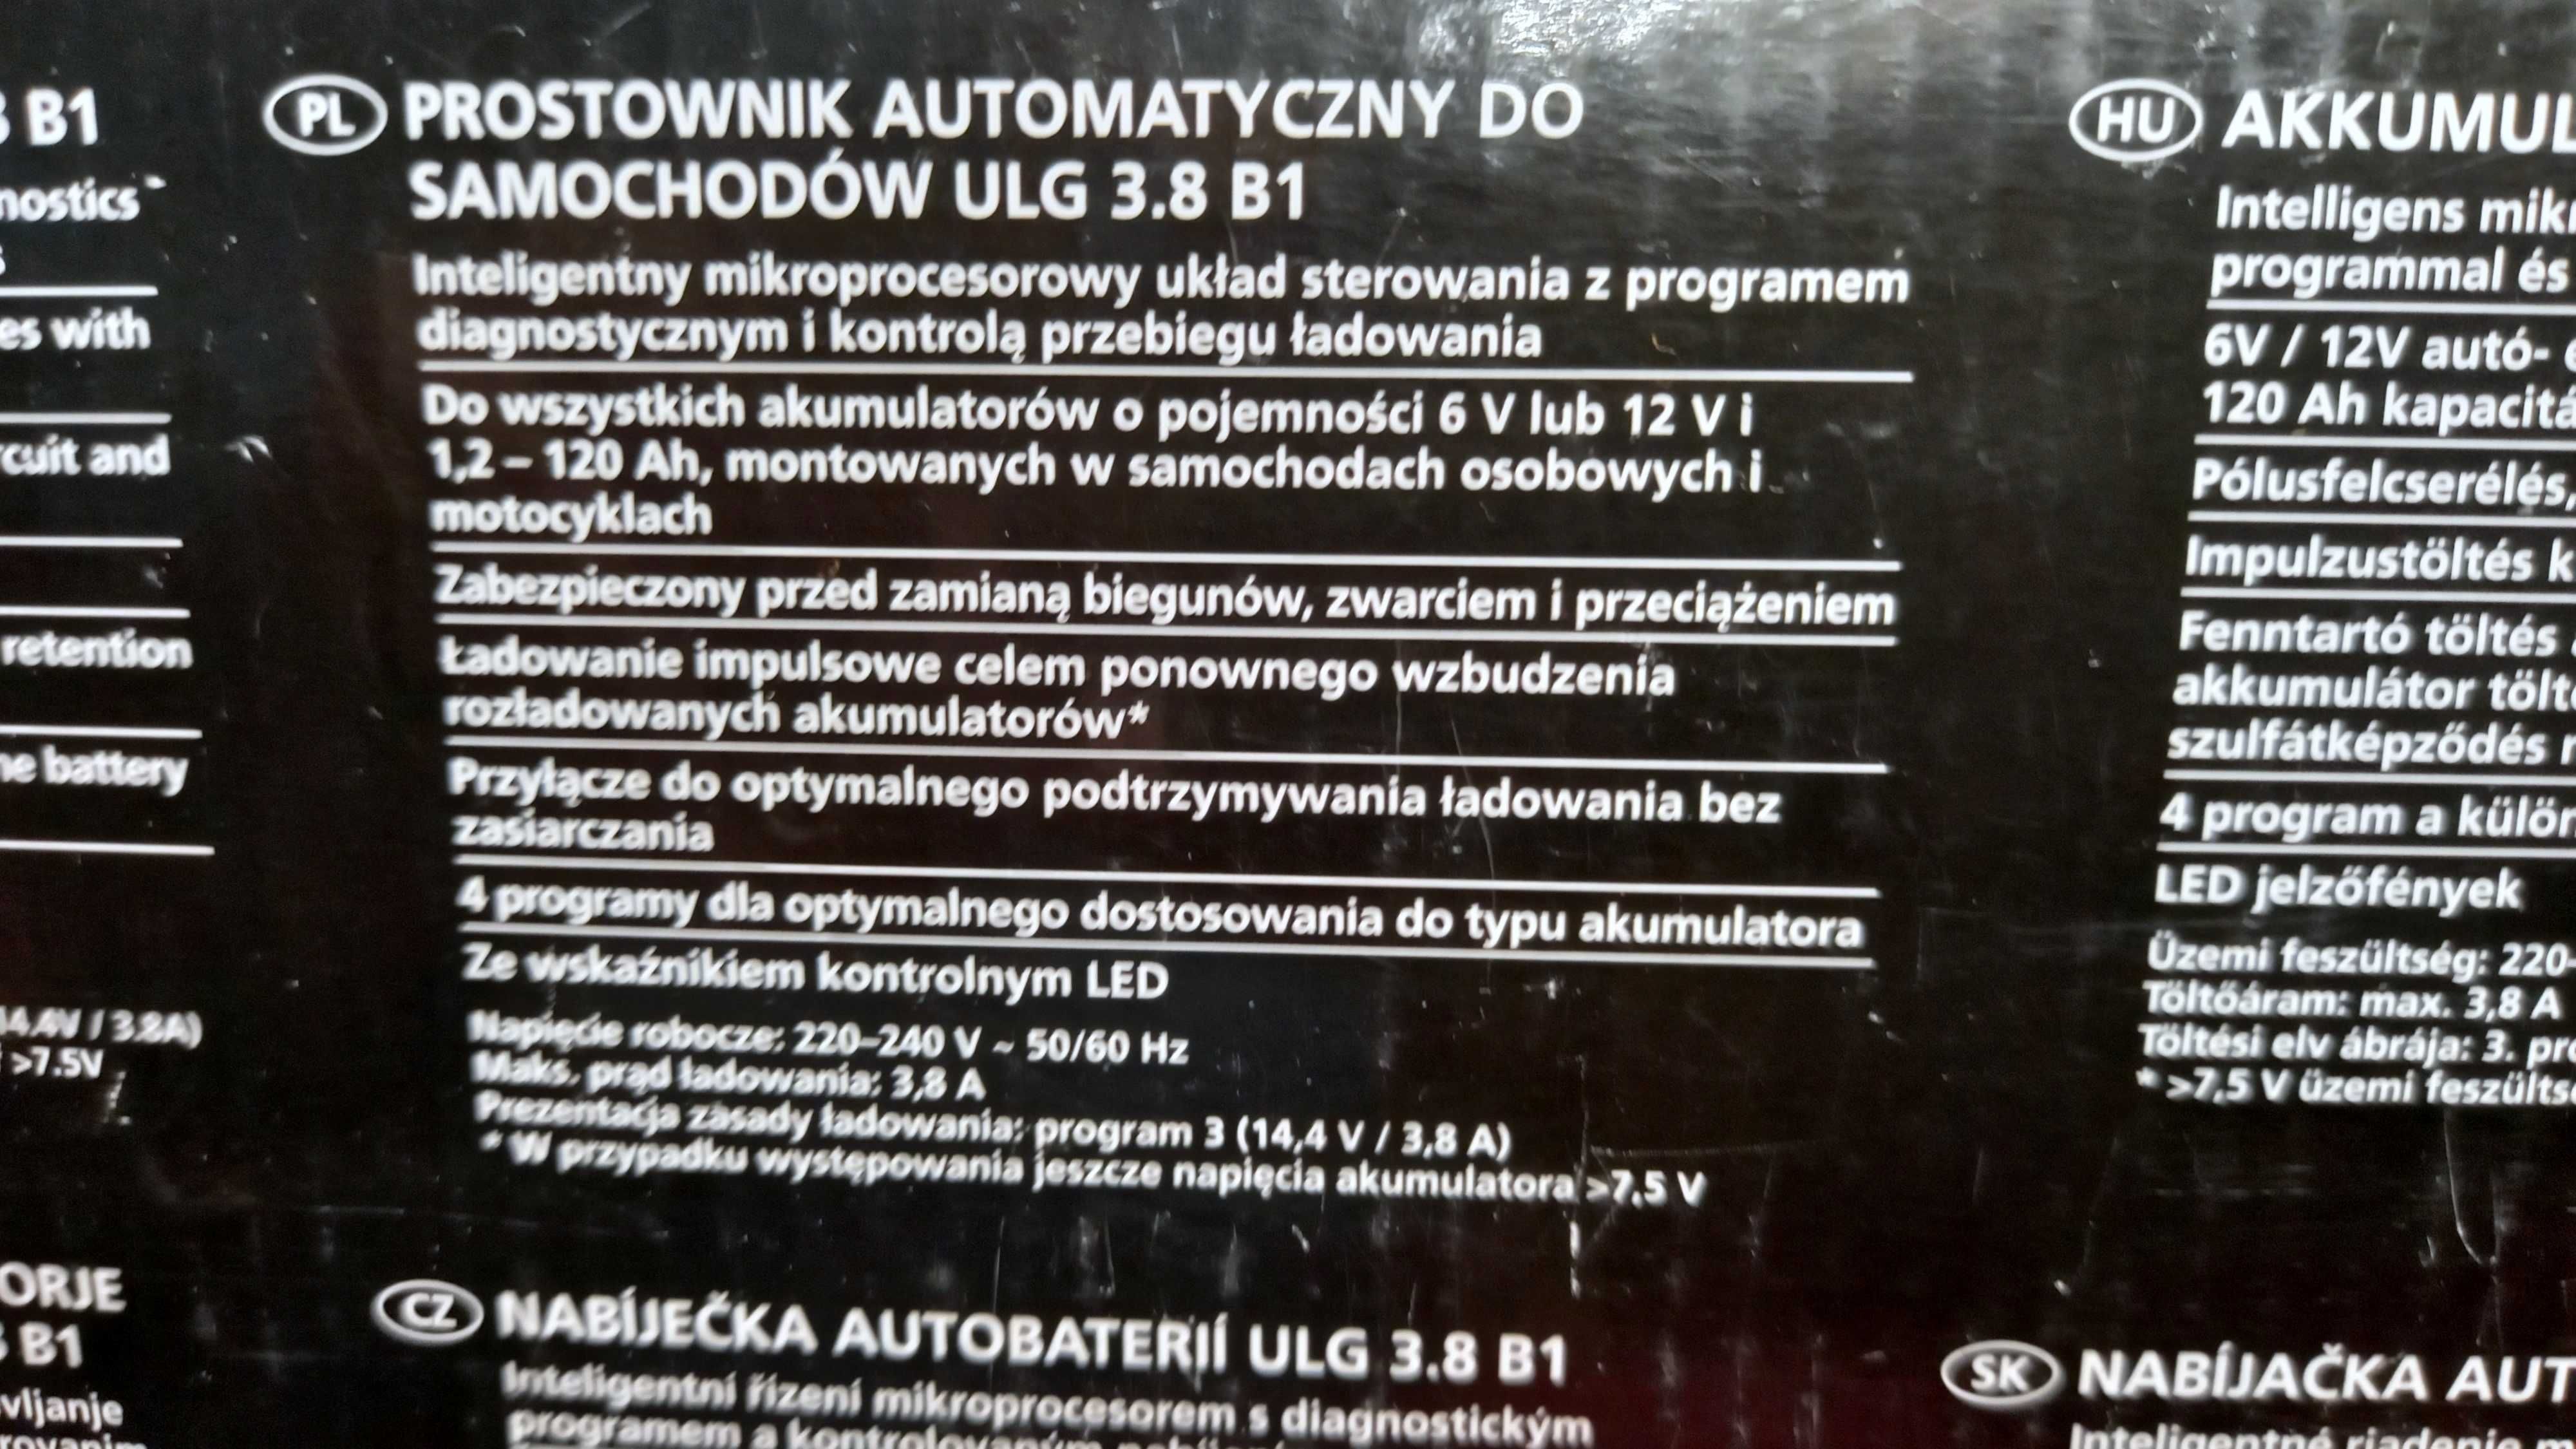 B1
nostics
es with
cuit and
retention
battery
>7.5V
PL
PROSTOWNIK AUTOMATYCZNY DO
SAMOCHODÓW ULG 3.8 B1
Inteligentny mikroprocesorowy układ sterowania z programem
diagnostycznym i kontrolą przebiegu ładowania
Do wszystkich akumulatorów o pojemności 6 V lub 12 V i
1,2 – 120 Ah, montowanych w samochodach osobowych i
motocyklach
Zabezpieczony przed zamianą biegunów, zwarciem i przeciążeniem
Ładowanie impulsowe celem ponownego wzbudzenia
rozładowanych akumulatorów*
Przyłącze do optymalnego podtrzymywania ładowania bez
zasiarczania
4 programy dla optymalnego dostosowania do typu akumulatora
Ze wskaźnikiem kontrolnym LED
Napięcie robocze: 220–240 V ~ 50/60 Hz
Maks. prąd ładowania: 3,8 A
Prezentacja zasady ładowania: program 3 (14,4 V / 3,8 A)
* W przypadku występowania jeszcze napięcia akumulatora >7.5 V
HU
AKKUMUL
Intelligens mik
programmal és
6V / 12V autó-
120 Ah kapacitá
Pólusfelcserélés,
Impulzustöltés k
Fenntartó töltés
akkumulátor tölt
szulfátképződés
4 program a külön
LED jelzőfények
Üzemi feszültség: 220-
Töltőáram: max. 3,8 A
Töltési elv ábrája: 3. pro
* >7,5 V üzemi feszülts
ORJE
B1
vljanje
CZ
NABÍJEČKA AUTOBATERIÍ ULG 3.8 B1
Inteligentní řízení mikroprocesorem s diagnostickým
programem a
SK
NABÍJAČKA AUT
Inteligentné riadenie